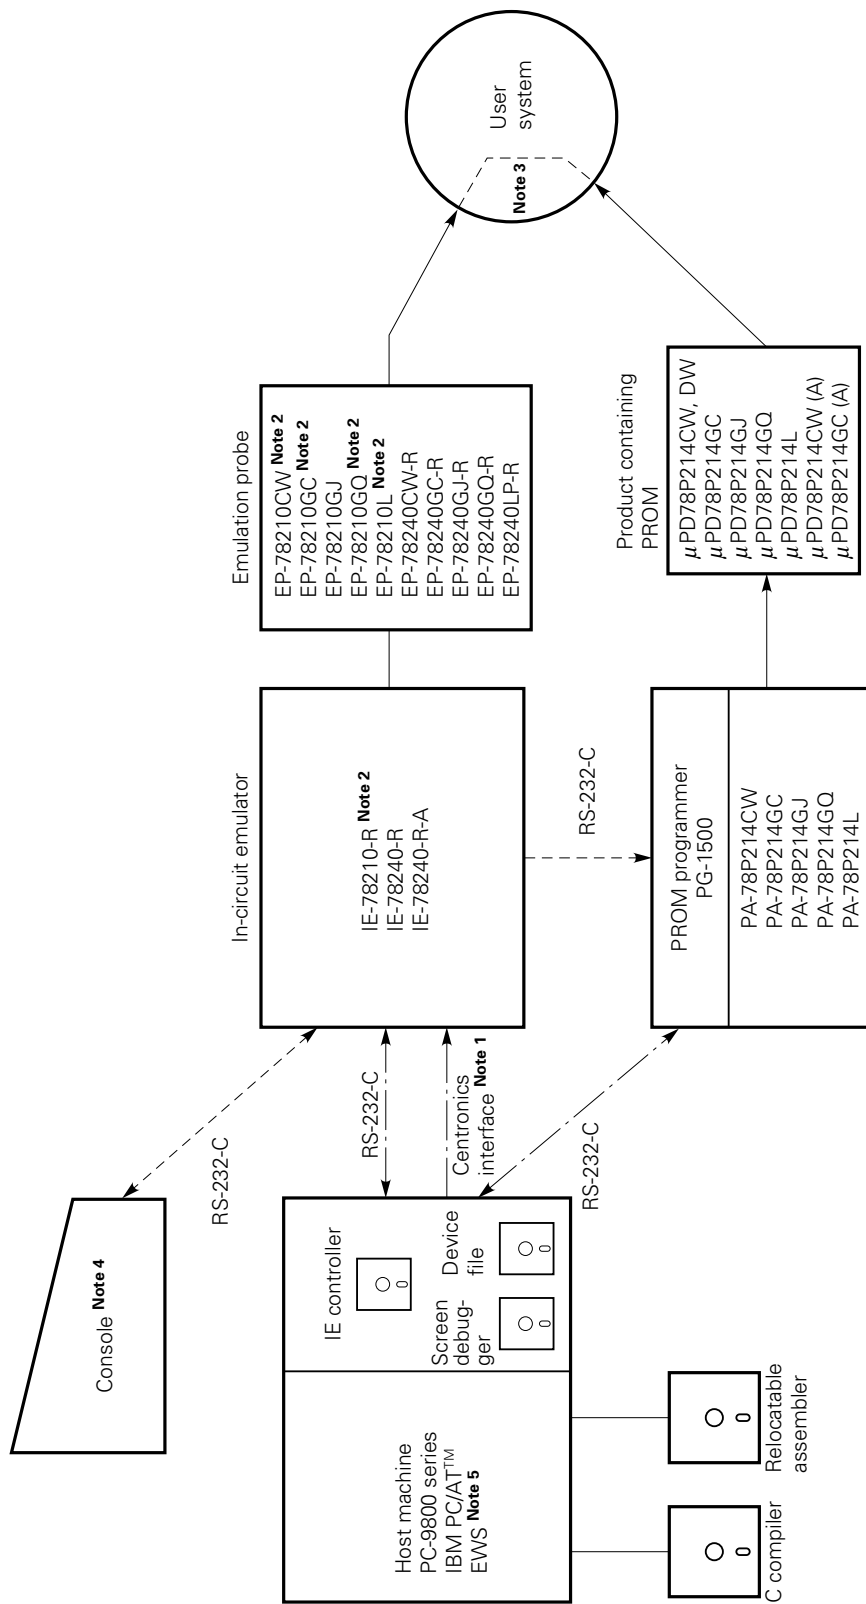 Console Note 4
RS-232-C
Host machine
PC-9800 series
IBM PC/AT™
EWS Note 5
IE controller
0
Screen
debug-
ger
0
Device
file
0
C compiler
0
Relocatable
assembler
0
RS-232-C
Centronics
interface Note 1
RS-232-C
In-circuit emulator
IE-78210-R Note 2
IE-78240-R
IE-78240-R-A
RS-232-C
PROM programmer
PG-1500
PA-78P214CW
PA-78P214GC
PA-78P214GJ
PA-78P214GQ
PA-78P214L
Emulation probe
EP-78210CW Note 2
EP-78210GC Note 2
EP-78210GJ
EP-78210GQ Note 2
EP-78210L Note 2
EP-78240CW-R
EP-78240GC-R
EP-78240GJ-R
EP-78240GQ-R
EP-78240LP-R
Product containing
PROM
μPD78P214CW, DW
μPD78P214GC
μPD78P214GJ
μPD78P214GQ
μPD78P214L
μPD78P214CW (A)
μPD78P214GC (A)
User
system
Note 3